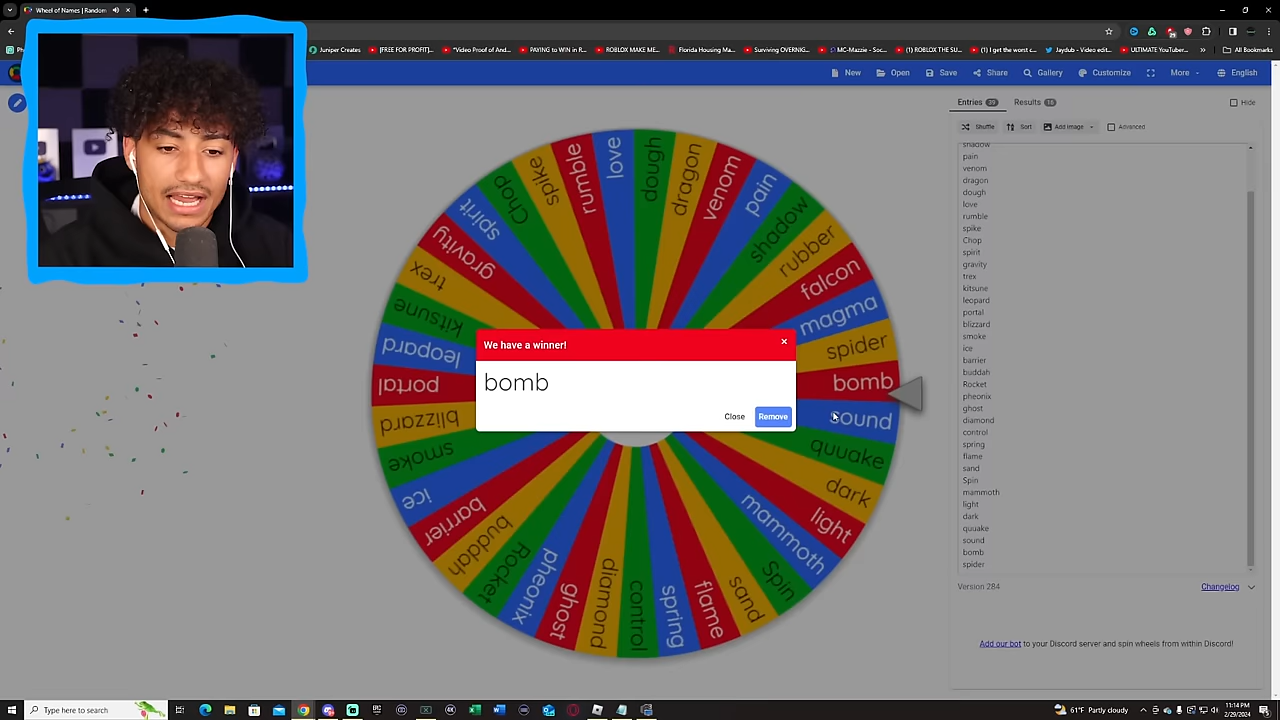 Wheel of Names | Random
Juniper Creates
[FREE FOR PROFIT]...
"Video Proof of And...
PAYING to WIN in R...
ROBLOX MAKE ME...
Florida Housing Ma...
Surviving OVERNIG...
MC-Mazzie - Soc...
(1) ROBLOX THE SU...
(1) I get the worst c...
Jaydub - Video edit...
ULTIMATE YouTuber...
All Bookmarks
New
Open
Save
Share
Gallery
Customize
More
English
Entries 39
Results 18
Hide
Shuffle
Sort
Add image
Advanced
shadow
pain
venom
dragon
dough
love
rumble
spike
Chop
spirit
gravity
trex
kitsune
leopard
portal
blizzard
smoke
ice
barrier
buddah
Rocket
pheonix
ghost
diamond
control
spring
flame
sand
Spin
mammoth
light
dark
quuake
sound
bomb
spider
love
dough
dragon
venom
pain
shadow
rubber
falcon
magma
spider
bomb
sound
quuake
dark
light
mammoth
Spin
sand
flame
spring
control
diamond
ghost
pheonix
Rocket
buddah
barrier
ice
smoke
blizzard
portal
leopard
kitsune
trex
gravity
spirit
Chop
spike
rumble
We have a winner!
bomb
Close
Remove
Version 284
Changelog
Add our bot to your Discord server and spin wheels from within Discord!
Type here to search
61°F Partly cloudy
11:14 PM
2/29/2024